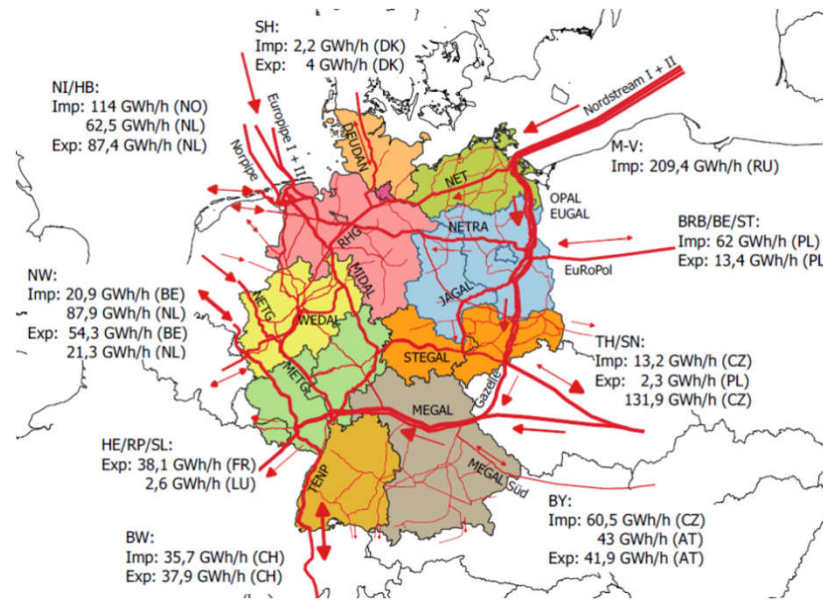 SH:
Imp: 2,2 GWh/h (DK)
Exp: 4 GWh/h (DK)
NI/HB:
Imp: 114 GWh/h (NO)
62,5 GWh/h (NL)
Exp: 87,4 GWh/h (NL)
Europipe I + II
Norpipe
DEUDAN
Nordstream I + II
M-V:
Imp: 209,4 GWh/h (RU)
NET
OPAL
EUGAL
BRB/BE/ST:
Imp: 62 GWh/h (PL)
Exp: 13,4 GWh/h (PL
NETRA
RHG
EuRoPol
NW:
Imp: 20,9 GWh/h (BE)
87,9 GWh/h (NL)
Exp: 54,3 GWh/h (BE)
21,3 GWh/h (NL)
NETG
WEDAL
MIDAL
JAGAL
TH/SN:
Imp: 13,2 GWh/h (CZ)
Exp: 2,3 GWh/h (PL)
131,9 GWh/h (CZ)
STEGAL
METG
Gazelle
MEGAL
HE/RP/SL:
Exp: 38,1 GWh/h (FR)
2,6 GWh/h (LU)
TENP
MEGAL Süd
BY:
Imp: 60,5 GWh/h (CZ)
43 GWh/h (AT)
Exp: 41,9 GWh/h (AT)
BW:
Imp: 35,7 GWh/h (CH)
Exp: 37,9 GWh/h (CH)